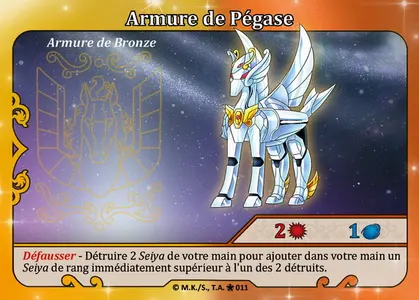 Armure de Pégase
Armure de Bronze
2 1
Défausser - Détruire 2 Seiya de votre main pour ajouter dans votre main un
Seiya de rang immédiatement supérieur à l'un des 2 détruits.
© M.K./S., T.A. ★011